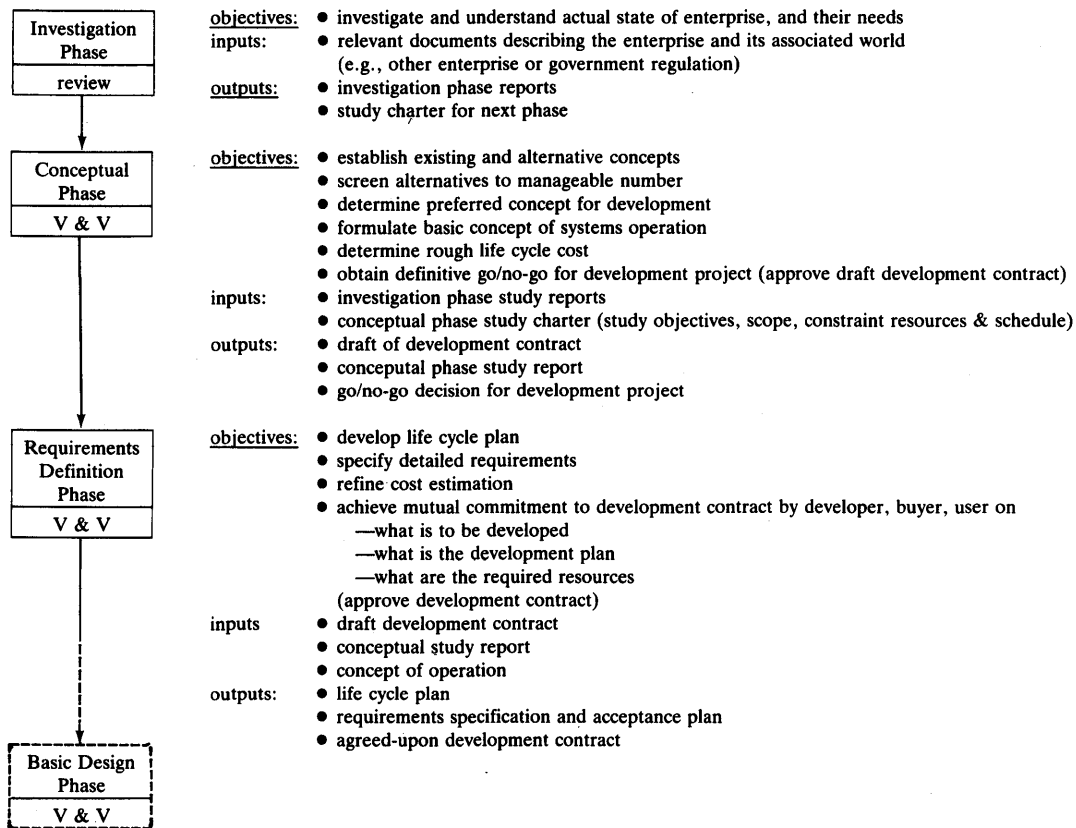 Investigation
Phase
review
objectives: ● investigate and understand actual state of enterprise, and their needs
inputs: ● relevant documents describing the enterprise and its associated world
(e.g., other enterprise or government regulation)
outputs: ● investigation phase reports
● study charter for next phase
Conceptual
Phase
V & V
objectives: ● establish existing and alternative concepts
● screen alternatives to manageable number
● determine preferred concept for development
● formulate basic concept of systems operation
● determine rough life cycle cost
● obtain definitive go/no-go for development project (approve draft development contract)
inputs: ● investigation phase study reports
● conceptual phase study charter (study objectives, scope, constraint resources & schedule)
outputs: ● draft of development contract
● conceputal phase study report
● go/no-go decision for development project
Requirements
Definition
Phase
V & V
objectives: ● develop life cycle plan
● specify detailed requirements
● refine cost estimation
● achieve mutual commitment to development contract by developer, buyer, user on
—what is to be developed
—what is the development plan
—what are the required resources
(approve development contract)
inputs ● draft development contract
● conceptual study report
● concept of operation
outputs: ● life cycle plan
● requirements specification and acceptance plan
● agreed-upon development contract
Basic Design
Phase
V & V